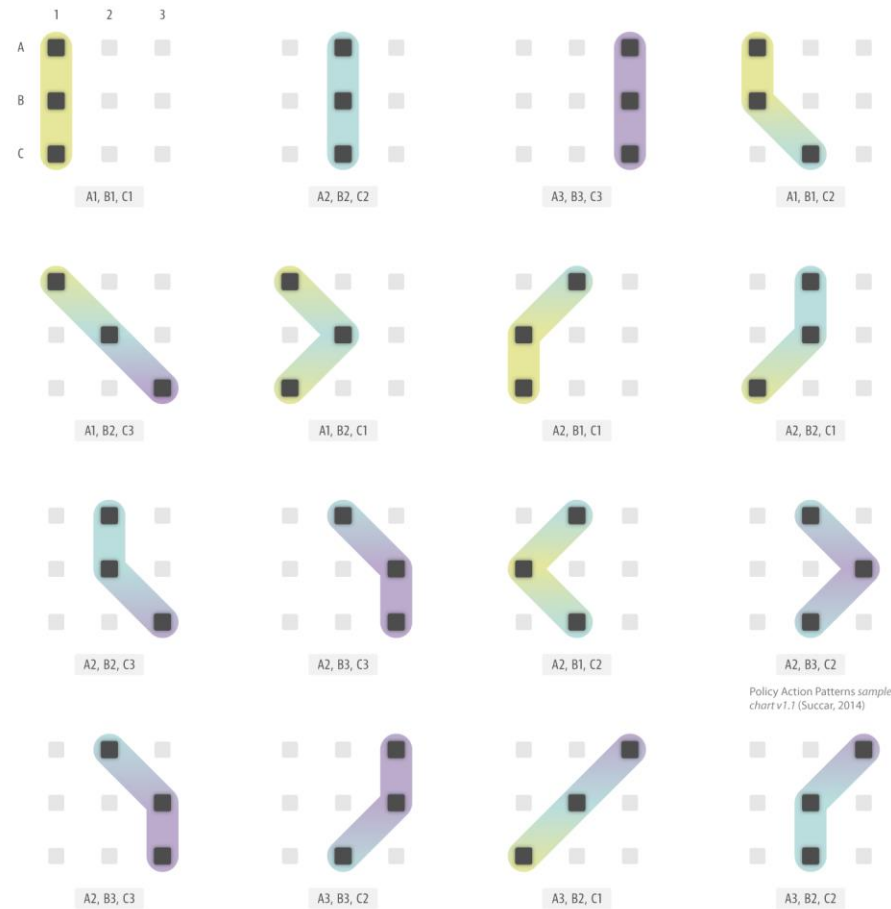 1 2 3
A
B
C
A1, B1, C1
A2, B2, C2
A3, B3, C3
A1, B1, C2
A1, B2, C3
A1, B2, C1
A2, B1, C1
A2, B2, C1
A2, B2, C3
A2, B3, C3
A2, B1, C2
A2, B3, C2
Policy Action Patterns sample
chart v1.1 (Succar, 2014)
A2, B3, C3
A3, B3, C2
A3, B2, C1
A3, B2, C2